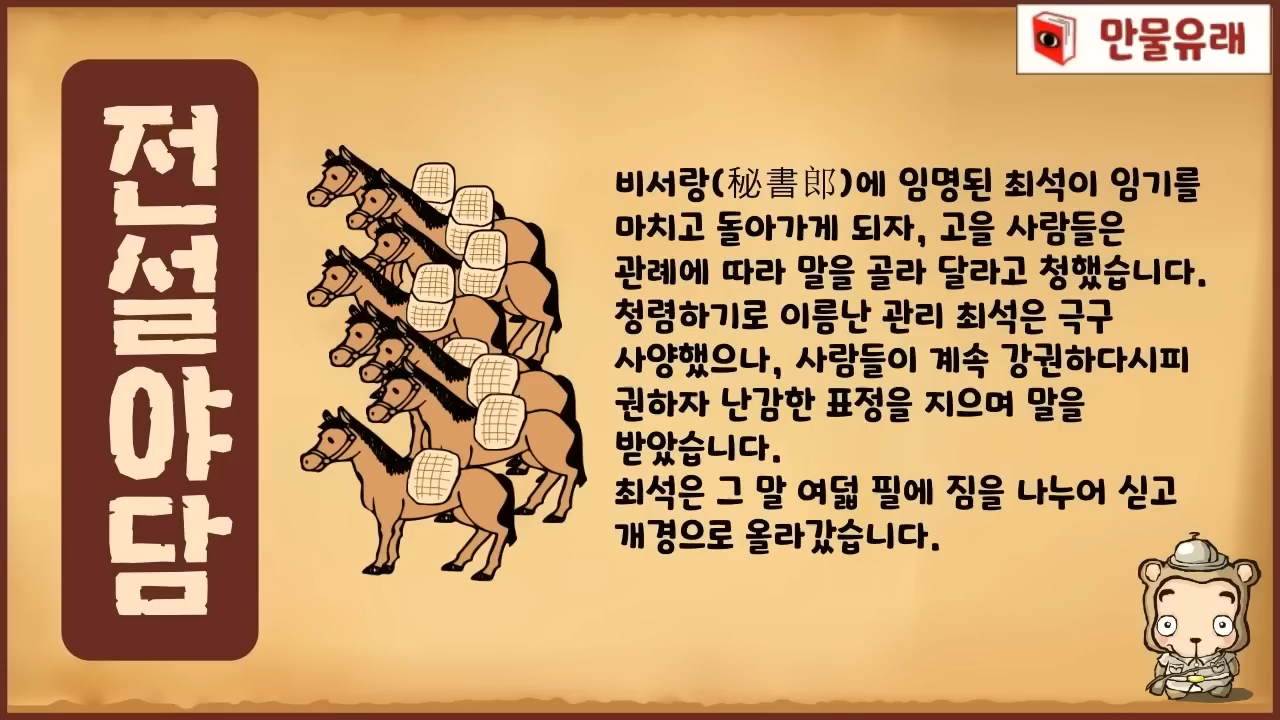 만물유래
전설야담
비서랑(秘書郎)에 임명된 최석이 임기를
마치고 돌아가게 되자, 고을 사람들은
관례에 따라 말을 골라 달라고 청했습니다.
청렴하기로 이름난 관리 최석은 극구
사양했으나, 사람들이 계속 강권하다시피
권하자 난감한 표정을 지으며 말을
받았습니다.
최석은 그 말 여덟 필에 짐을 나누어 싣고
개경으로 올라갔습니다.